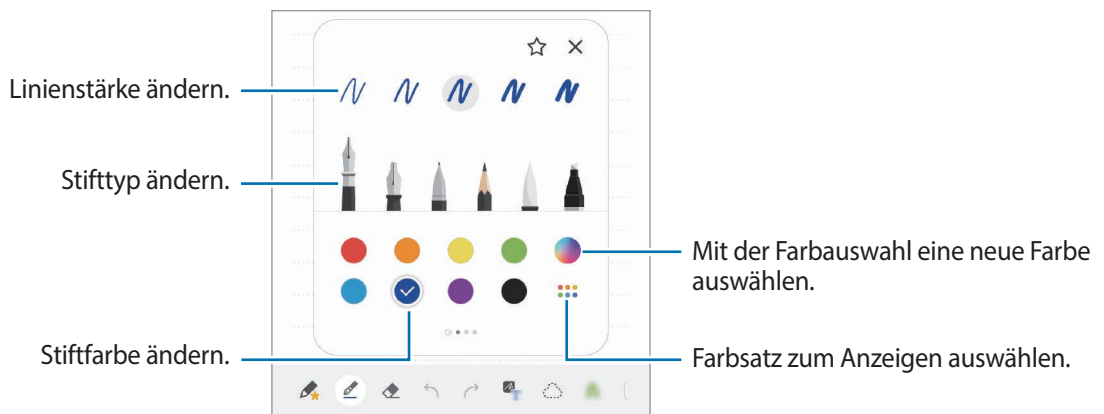 Linienstärke ändern.
Stifttyp ändern.
Mit der Farbauswahl eine neue Farbe
auswählen.
Stiftfarbe ändern.
Farbsatz zum Anzeigen auswählen.